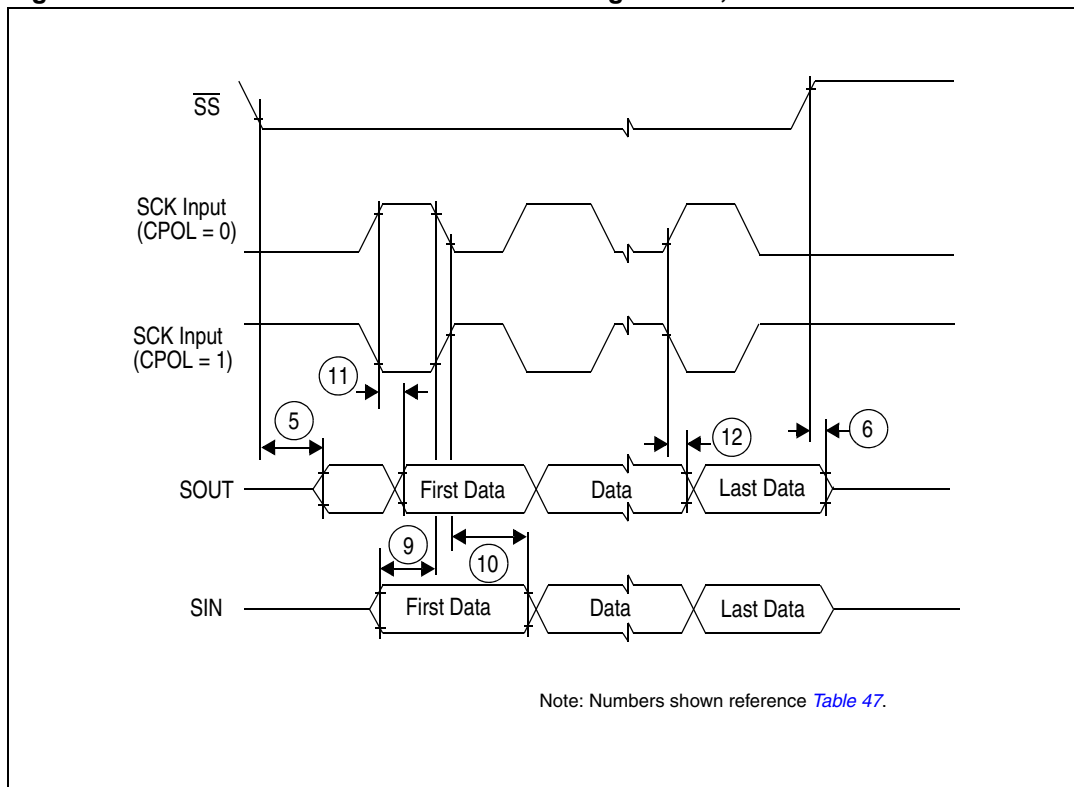 SS
SCK Input
(CPOL = 0)
SCK Input
(CPOL = 1)
11
5
12
6
SOUT
First Data
Data
Last Data
9
10
SIN
First Data
Data
Last Data
Note: Numbers shown reference Table 47.